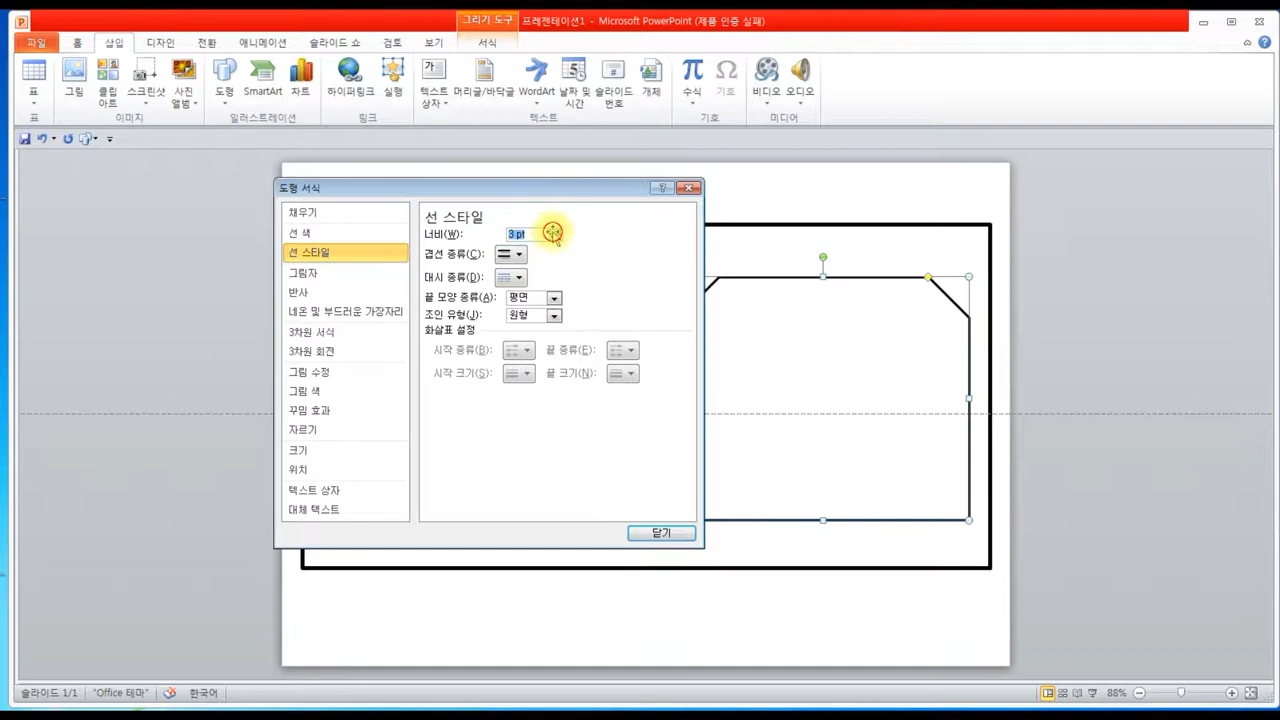 그리기 도구 프레젠테이션1 - Microsoft PowerPoint (제품 인증 실패)
파일 홈 삽입 디자인 전환 애니메이션 슬라이드 쇼 검토 보기 서식
표 그림 클립 아트 스크린샷 사진 앨범 도형 SmartArt 차트 하이퍼링크 실행 텍스트 상자 머리글/바닥글 WordArt 날짜 및 시간 슬라이드 번호 개체 수식 기호 비디오 오디오
표 이미지 일러스트레이션 링크 텍스트 기호 미디어
도형 서식
채우기
선 색
선 스타일
그림자
반사
네온 및 부드러운 가장자리
3차원 서식
3차원 회전
그림 수정
그림 색
꾸밈 효과
자르기
크기
위치
텍스트 상자
대체 텍스트
선 스타일
너비(W): 3 pt
겹선 종류(C):
대시 종류(D):
끝 모양 종류(A): 평면
조인 유형(J): 원형
화살표 설정
시작 종류(B): 끝 종류(E):
시작 크기(S): 끝 크기(N):
닫기
슬라이드 1/1 "Office 테마" 한국어 88%